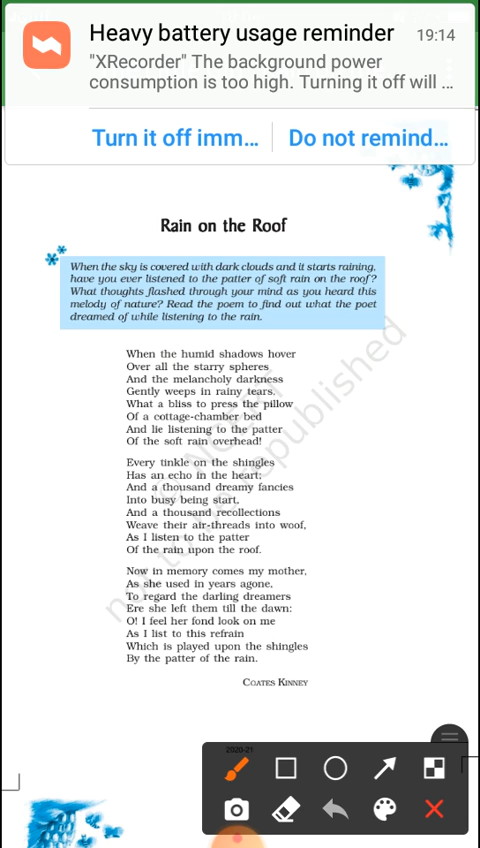 Heavy battery usage reminder 19:14
"XRecorder" The background power
consumption is too high. Turning it off will ...
Turn it off imm... Do not remind...
Rain on the Roof
When the sky is covered with dark clouds and it starts raining,
have you ever listened to the patter of soft rain on the roof?
What thoughts flashed through your mind as you heard this
melody of nature? Read the poem to find out what the poet
dreamed of while listening to the rain.
When the humid shadows hover
Over all the starry spheres
And the melancholy darkness
Gently weeps in rainy tears,
What a bliss to press the pillow
Of a cottage-chamber bed
And lie listening to the patter
Of the soft rain overhead!
Every tinkle on the shingles
Has an echo in the heart;
And a thousand dreamy fancies
Into busy being start,
And a thousand recollections
Weave their air-threads into woof,
As I listen to the patter
Of the rain upon the roof.
Now in memory comes my mother,
As she used in years agone,
To regard the darling dreamers
Ere she left them till the dawn:
O! I feel her fond look on me
As I list to this refrain
Which is played upon the shingles
By the patter of the rain.
COATES KINNEY
not to be republished
2020-21